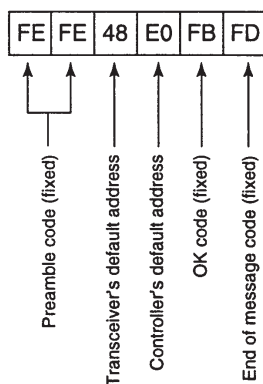 FE FE 48 E0 FB FD
Preamble code (fixed)
Transceiver's default address
Controller's default address
OK code (fixed)
End of message code (fixed)